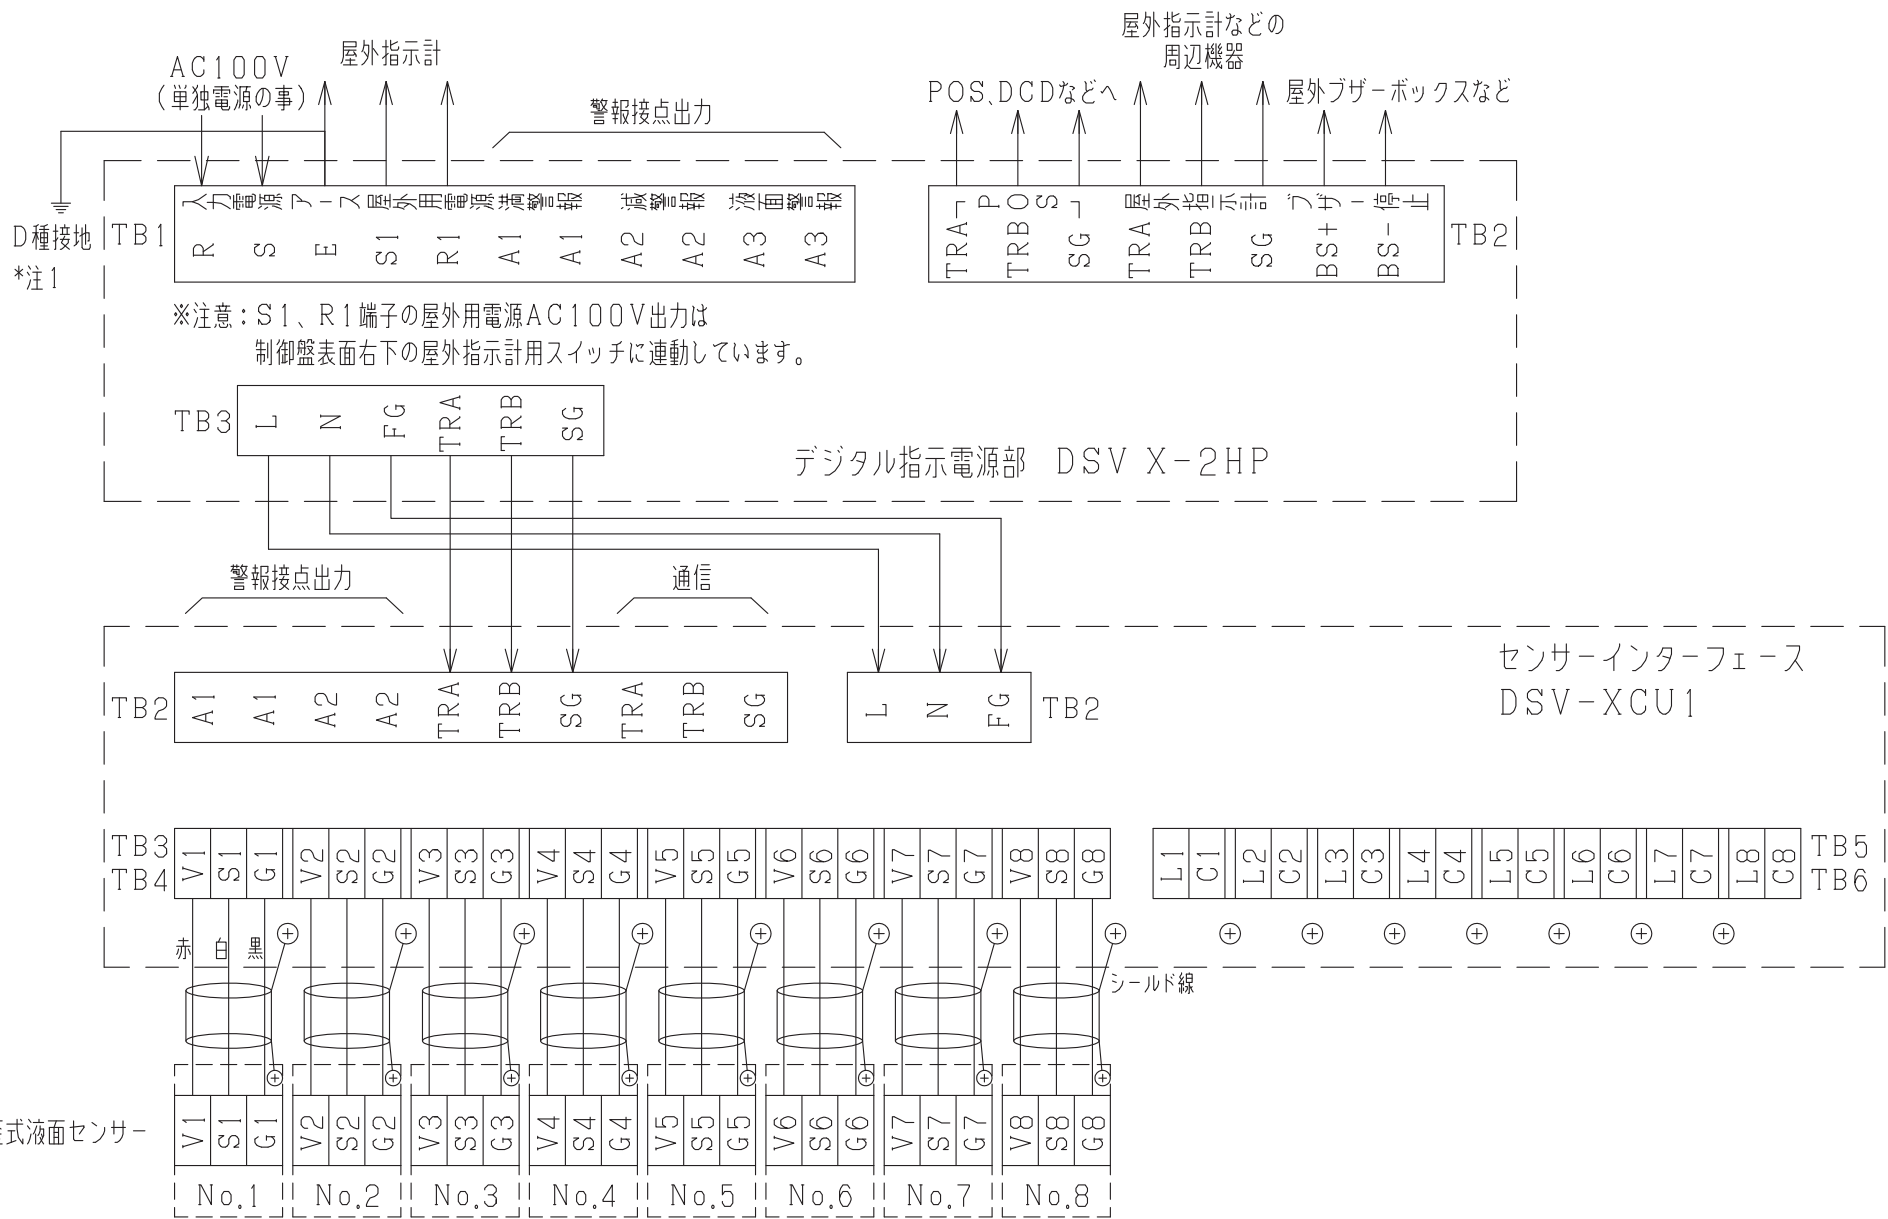 屋外指示計などの
周辺機器
AC100V
(単独電源の事)
屋外指示計
警報接点出力
POS、DCDなどへ
屋外ブザーボックスなど
D種接地
*注1
TB1
入力電源 アース 屋外用電源 満警報 減警報 液面警報
R S E S1 R1 A1 A1 A2 A2 A3 A3
POS 屋外指示計 ブザー停止
TRA TRB SG TRA TRB SG BS+ BS-
TB2
※注意：S1、R1端子の屋外用電源AC100V出力は
制御盤表面右下の屋外指示計用スイッチに連動しています。
TB3
L N FG TRA TRB SG
デジタル指示電源部 DSV X-2HP
警報接点出力
通信
センサーインターフェース
DSV-XCU1
TB2
A1 A1 A2 A2 TRA TRB SG TRA TRB SG
L N FG
TB2
TB3
TB4
V1 S1 G1 V2 S2 G2 V3 S3 G3 V4 S4 G4 V5 S5 G5 V6 S6 G6 V7 S7 G7 V8 S8 G8
L1 C1 L2 C2 L3 C3 L4 C4 L5 C5 L6 C6 L7 C7 L8 C8
TB5
TB6
赤 白 黒
シールド線
式液面センサー
V1 S1 G1 V2 S2 G2 V3 S3 G3 V4 S4 G4 V5 S5 G5 V6 S6 G6 V7 S7 G7 V8 S8 G8
No.1 No.2 No.3 No.4 No.5 No.6 No.7 No.8